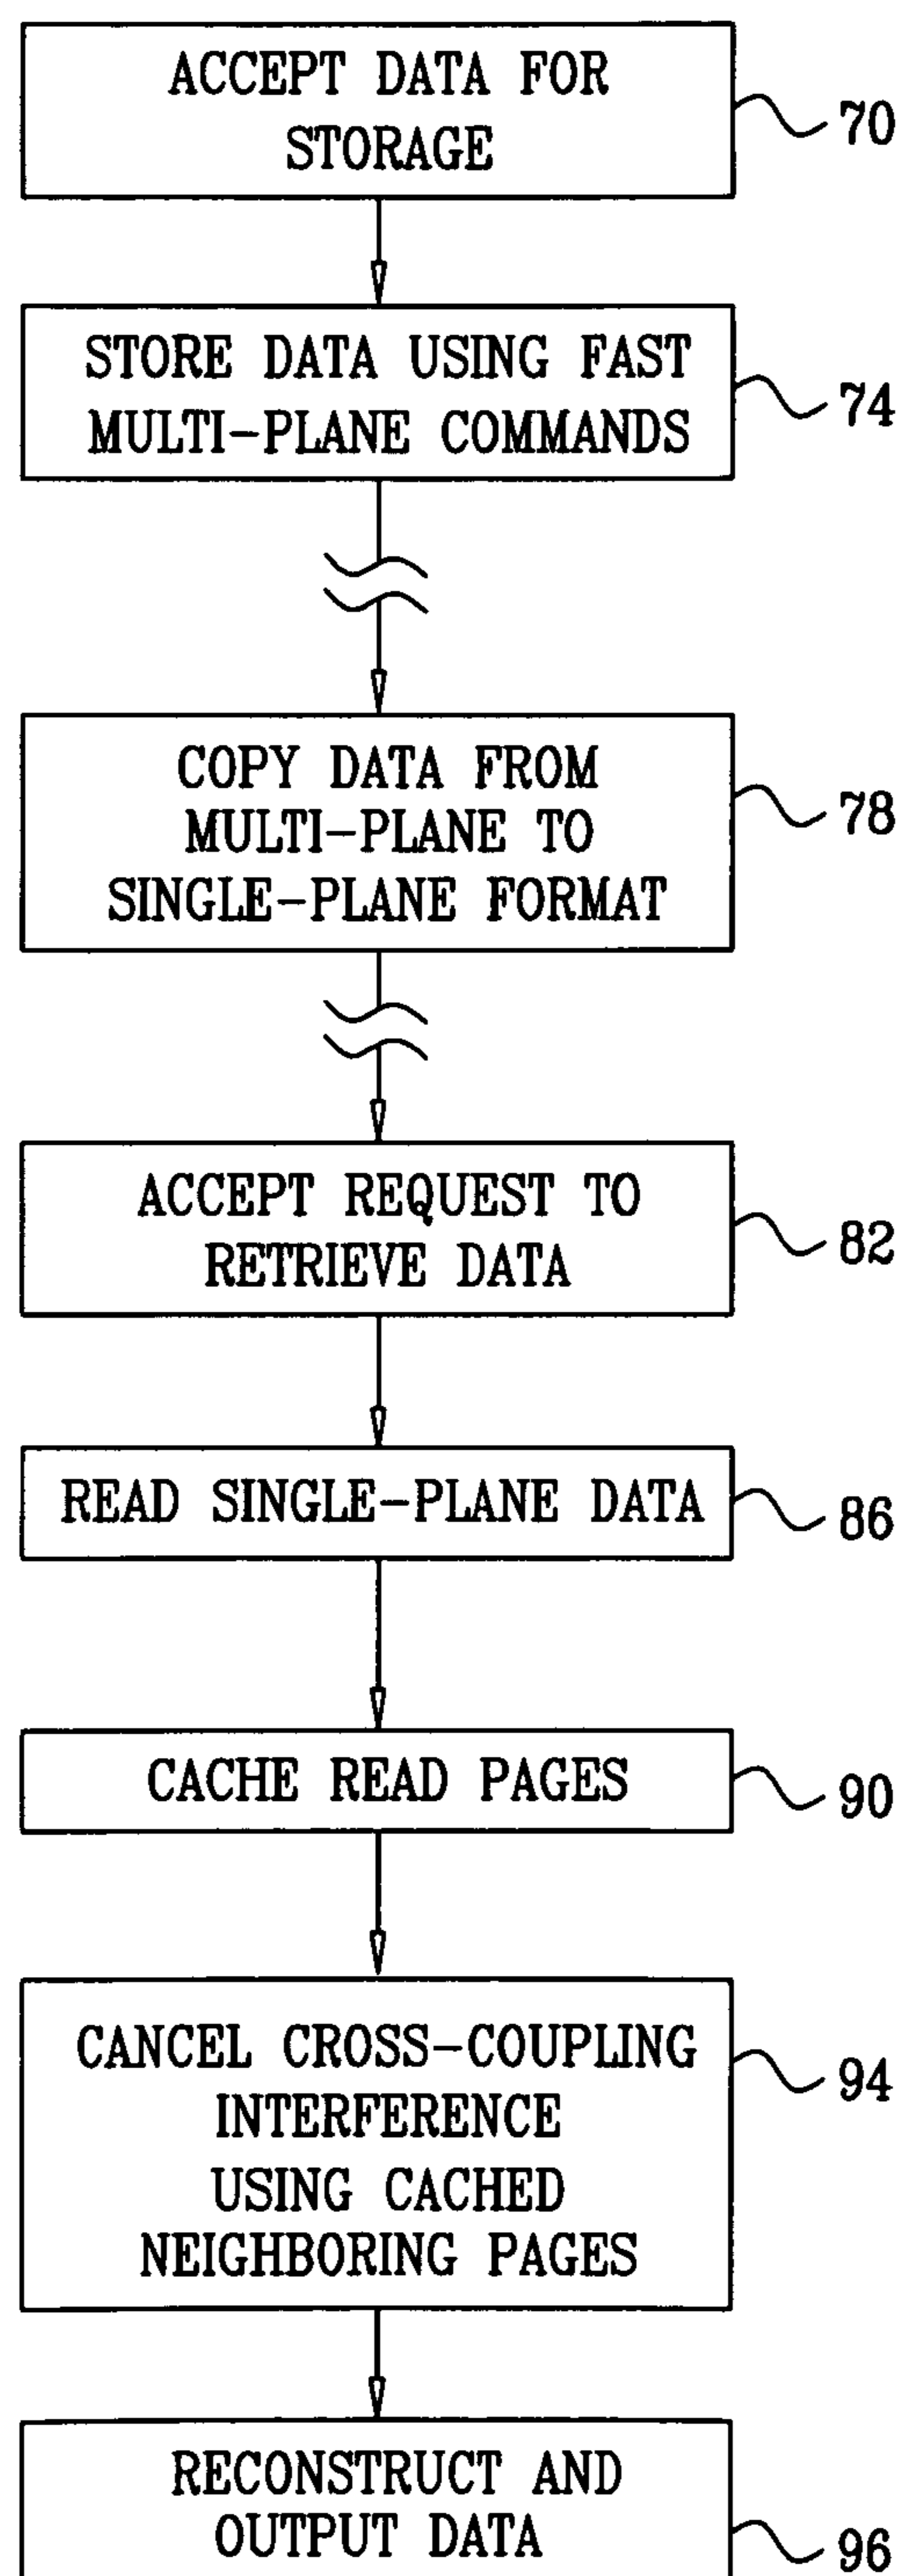 ACCEPT DATA FOR
STORAGE
70
STORE DATA USING FAST
MULTI-PLANE COMMANDS
74
COPY DATA FROM
MULTI-PLANE TO
SINGLE-PLANE FORMAT
78
ACCEPT REQUEST TO
RETRIEVE DATA
82
READ SINGLE-PLANE DATA
86
CACHE READ PAGES
90
CANCEL CROSS-COUPLING
INTERFERENCE
USING CACHED
NEIGHBORING PAGES
94
RECONSTRUCT AND
OUTPUT DATA
96